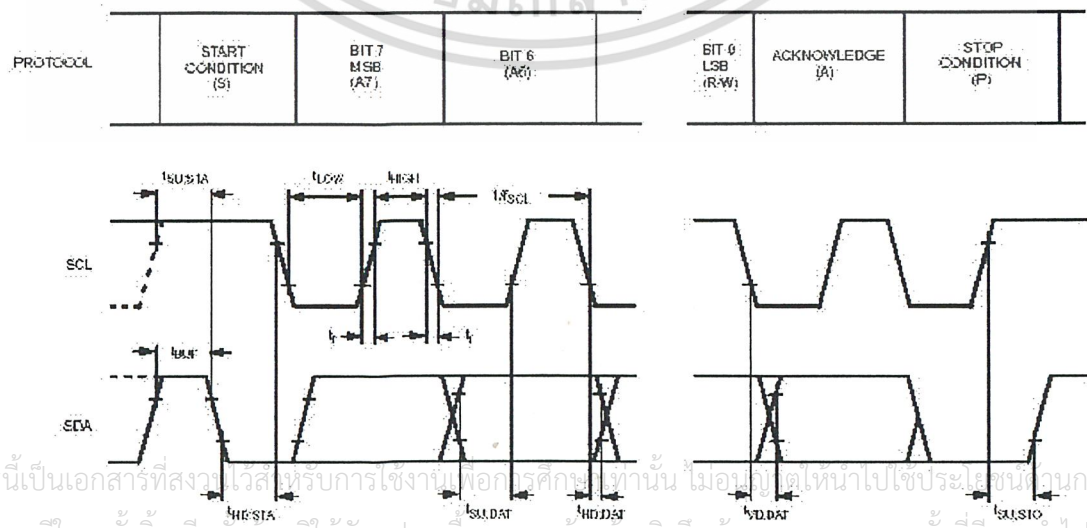 PROTOCOL
START
CONDITION
(S)
BIT 7
MSB
(A7)
BIT 6
(A6)
BIT 0
LSB
(R/W)
ACKNOWLEDGE
(A)
STOP
CONDITION
(P)
tSU;STA
tLOW
tHIGH
1/fSCL
SCL
tr
tf
tBUF
SDA
นี้เป็นเอกสารที่สงวนไว้สำหรับการใช้งานเพื่อการศึกษาเท่านั้น ไม่อนุญาตให้นำไปใช้ประโยชน์ด้านก
tHD;STA
tSU;DAT
tHD;DAT
tVD;DAT
tSU;STO